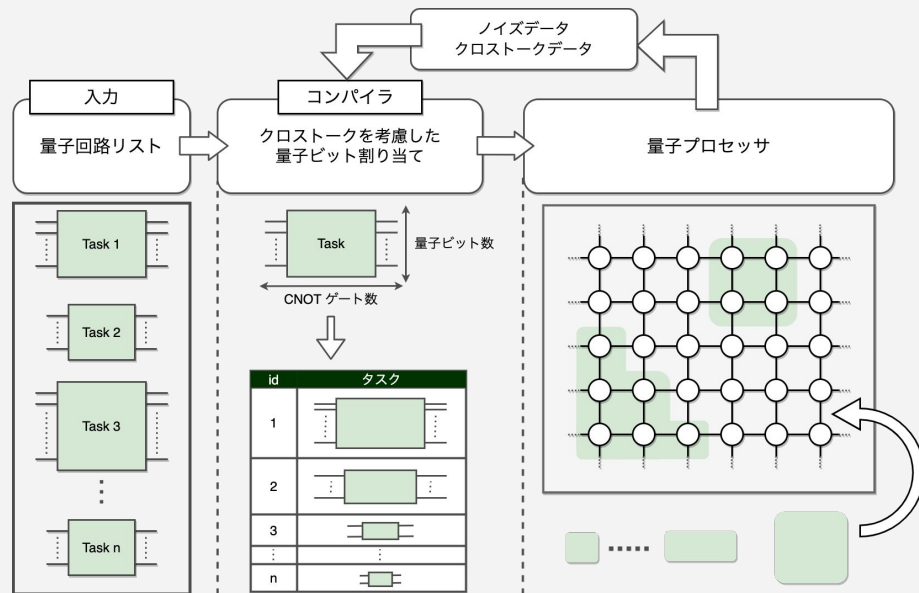 ノイズデータ
クロストークデータ
入力
コンパイラ
量子回路リスト
クロストークを考慮した
量子ビット割り当て
量子プロセッサ
Task 1
Task 2
Task 3
Task n
Task
量子ビット数
CNOT ゲート数
id タスク
1
2
3
n